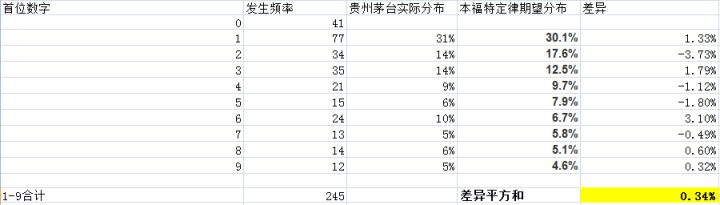 首位数字 发生频率 贵州茅台实际分布 本福特定律期望分布 差异
0 41
1 77 31% 30.1% 1.33%
2 34 14% 17.6% -3.73%
3 35 14% 12.5% 1.79%
4 21 9% 9.7% -1.12%
5 15 6% 7.9% -1.80%
6 24 10% 6.7% 3.10%
7 13 5% 5.8% -0.49%
8 14 6% 5.1% 0.60%
9 12 5% 4.6% 0.32%
1-9合计 245 差异平方和 0.34%